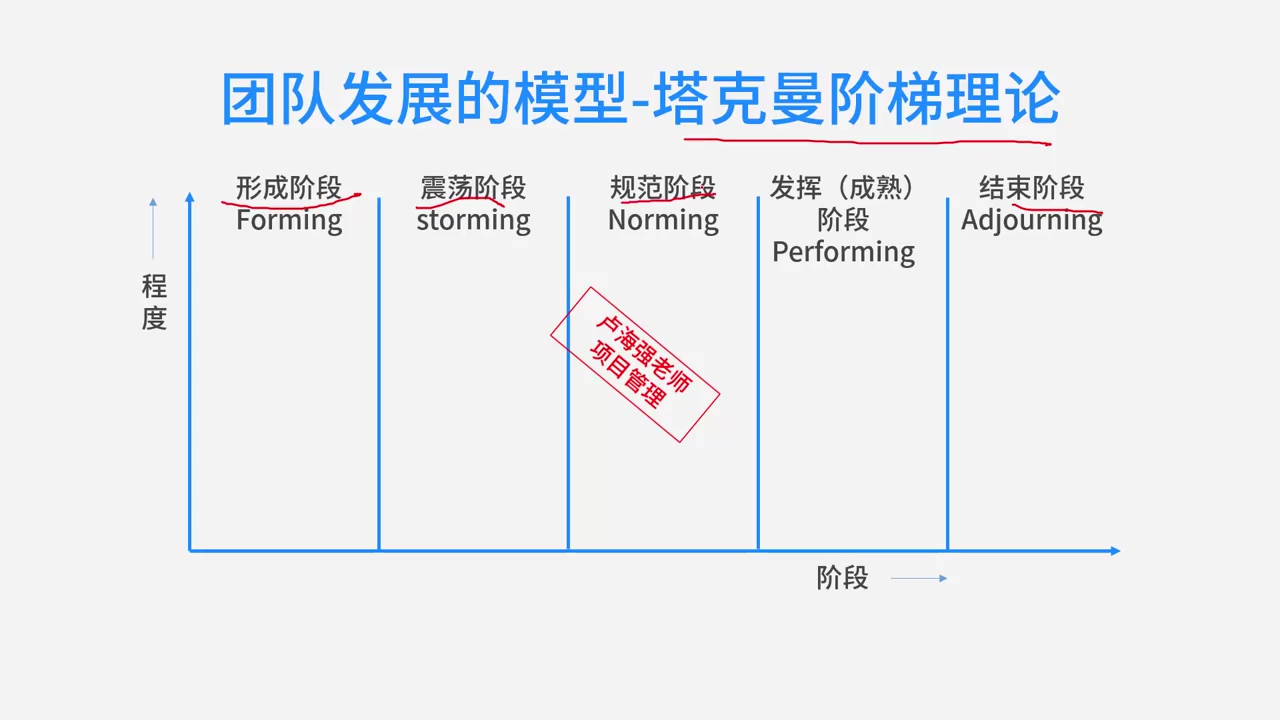 团队发展的模型-塔克曼阶梯理论
形成阶段
Forming
震荡阶段
storming
规范阶段
Norming
发挥（成熟）
阶段
Performing
结束阶段
Adjourning
程
度
卢海强老师
项目管理
阶段